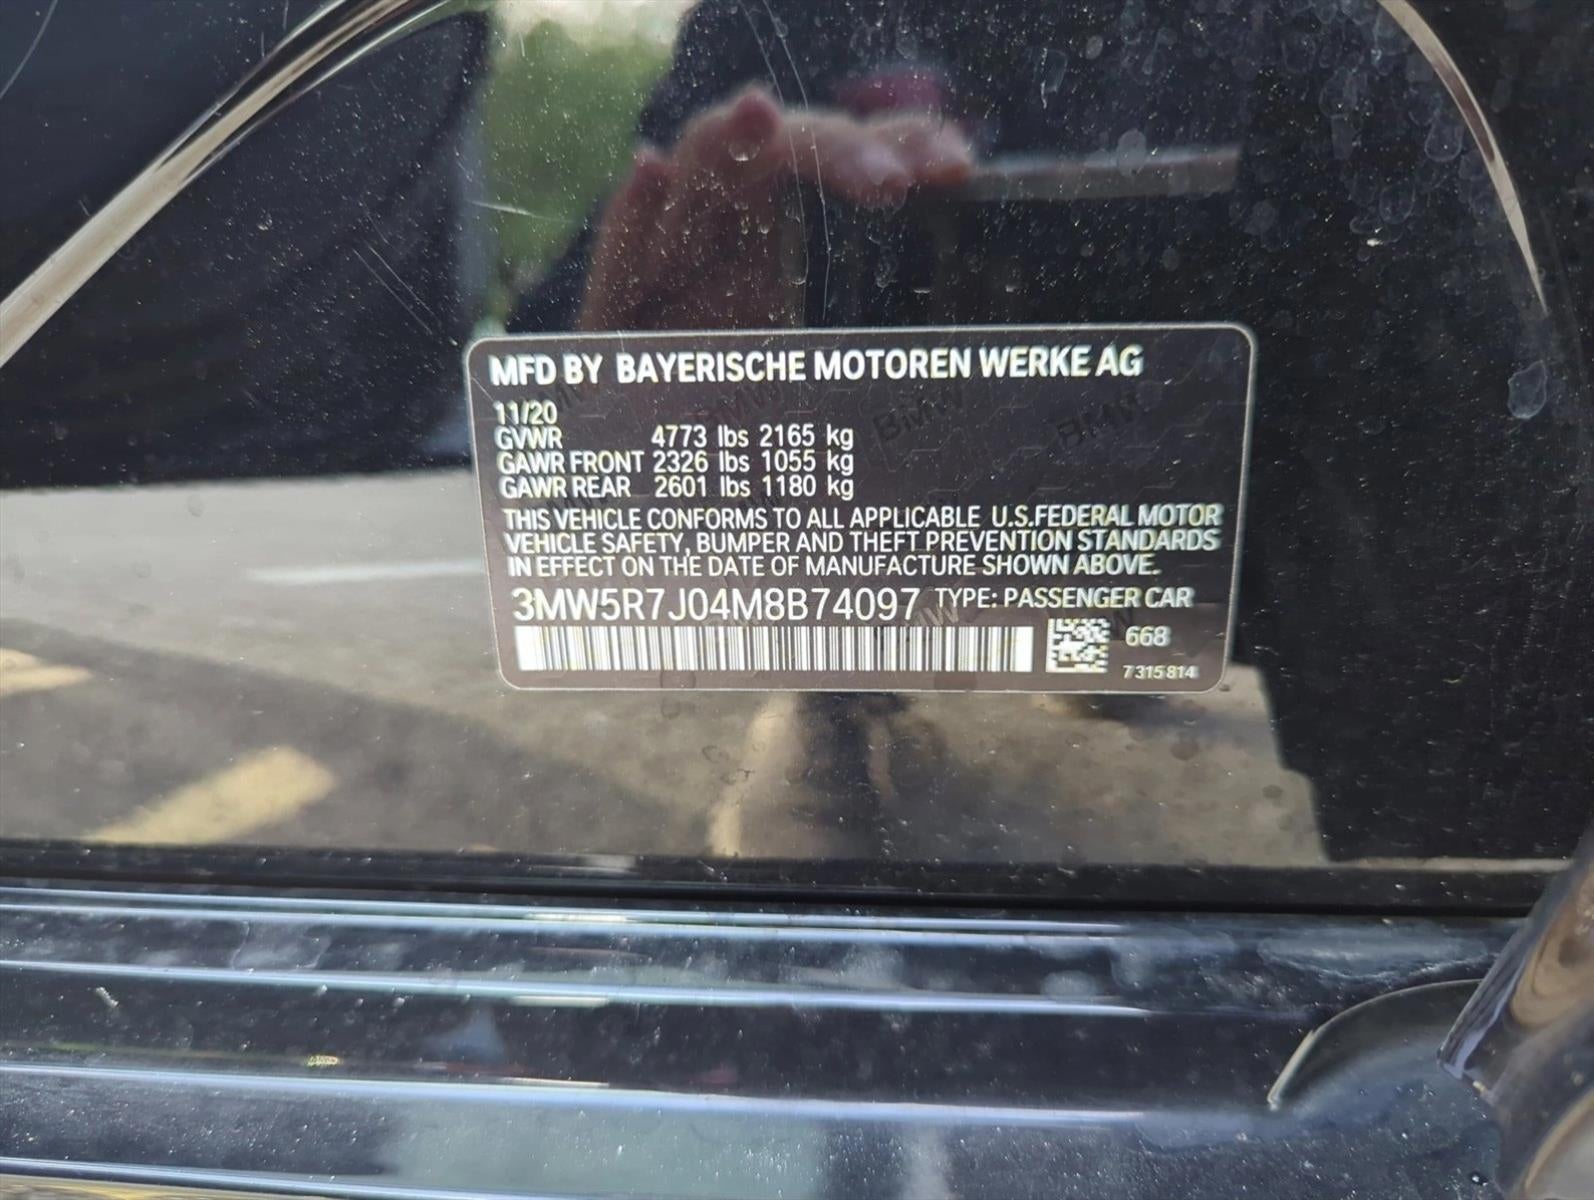 MFD BY BAYERISCHE MOTOREN WERKE AG
11/20
GVWR 4773 lbs 2165 kg
GAWR FRONT 2326 lbs 1055 kg
GAWR REAR 2601 lbs 1180 kg
THIS VEHICLE CONFORMS TO ALL APPLICABLE U.S.FEDERAL MOTOR
VEHICLE SAFETY, BUMPER AND THEFT PREVENTION STANDARDS
IN EFFECT ON THE DATE OF MANUFACTURE SHOWN ABOVE.
3MW5R7J04M8B74097 TYPE: PASSENGER CAR
668
7315814